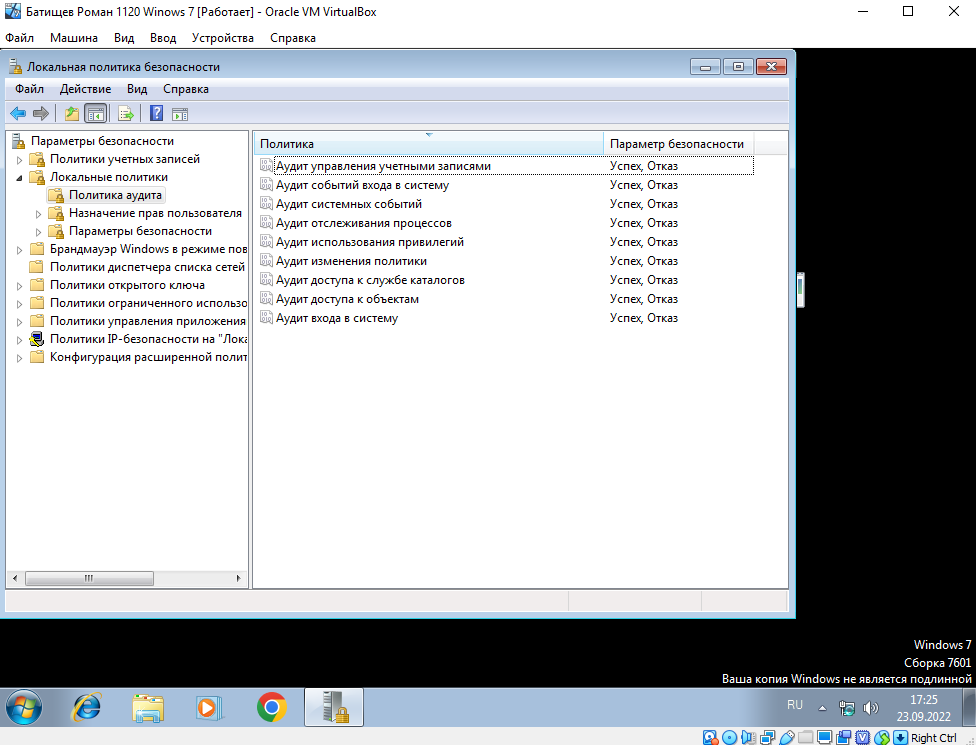 Батищев Роман 1120 Winows 7 [Работает] - Oracle VM VirtualBox
Файл Машина Вид Ввод Устройства Справка
Локальная политика безопасности
Файл Действие Вид Справка
Параметры безопасности
Политики учетных записей
Локальные политики
Политика аудита
Назначение прав пользователя
Параметры безопасности
Брандмауэр Windows в режиме пов
Политики диспетчера списка сетей
Политики открытого ключа
Политики ограниченного использо
Политики управления приложения
Политики IP-безопасности на "Лока
Конфигурация расширенной полит
Политика Параметр безопасности
Аудит управления учетными записями Успех, Отказ
Аудит событий входа в систему Успех, Отказ
Аудит системных событий Успех, Отказ
Аудит отслеживания процессов Успех, Отказ
Аудит использования привилегий Успех, Отказ
Аудит изменения политики Успех, Отказ
Аудит доступа к службе каталогов Успех, Отказ
Аудит доступа к объектам Успех, Отказ
Аудит входа в систему Успех, Отказ
Windows 7
Сборка 7601
Ваша копия Windows не является подлинной
RU
17:25
23.09.2022
Right Ctrl